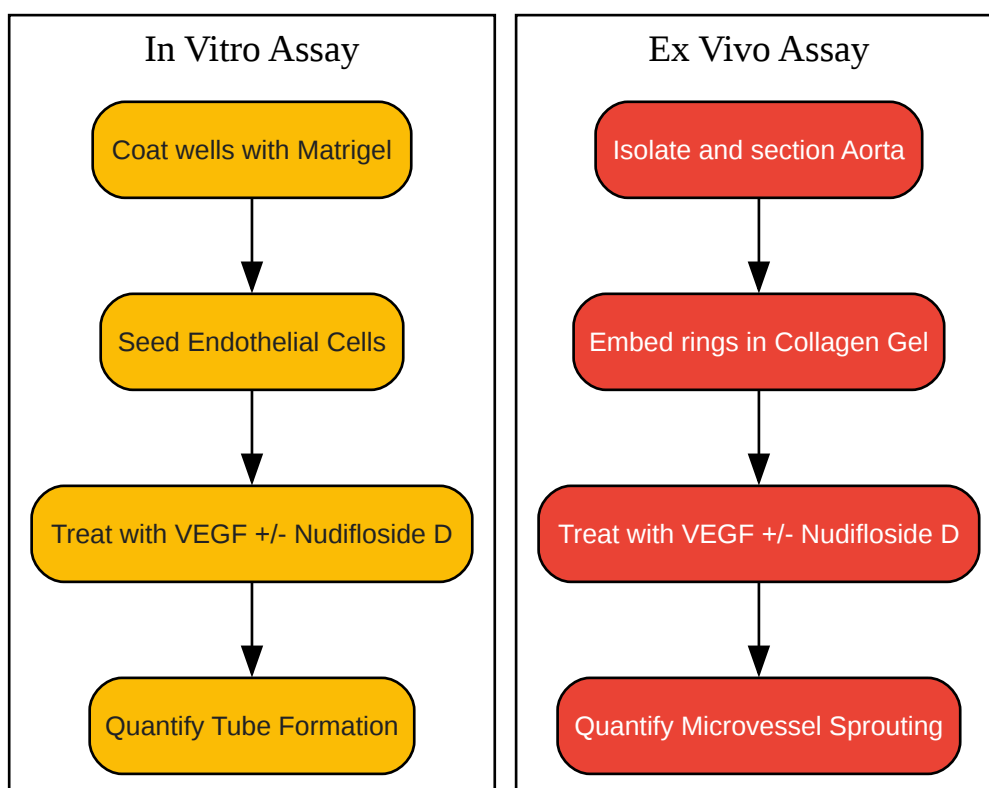 In Vitro Assay
Coat wells with Matrigel
Seed Endothelial Cells
Treat with VEGF +/- Nudifloside D
Quantify Tube Formation
Ex Vivo Assay
Isolate and section Aorta
Embed rings in Collagen Gel
Treat with VEGF +/- Nudifloside D
Quantify Microvessel Sprouting